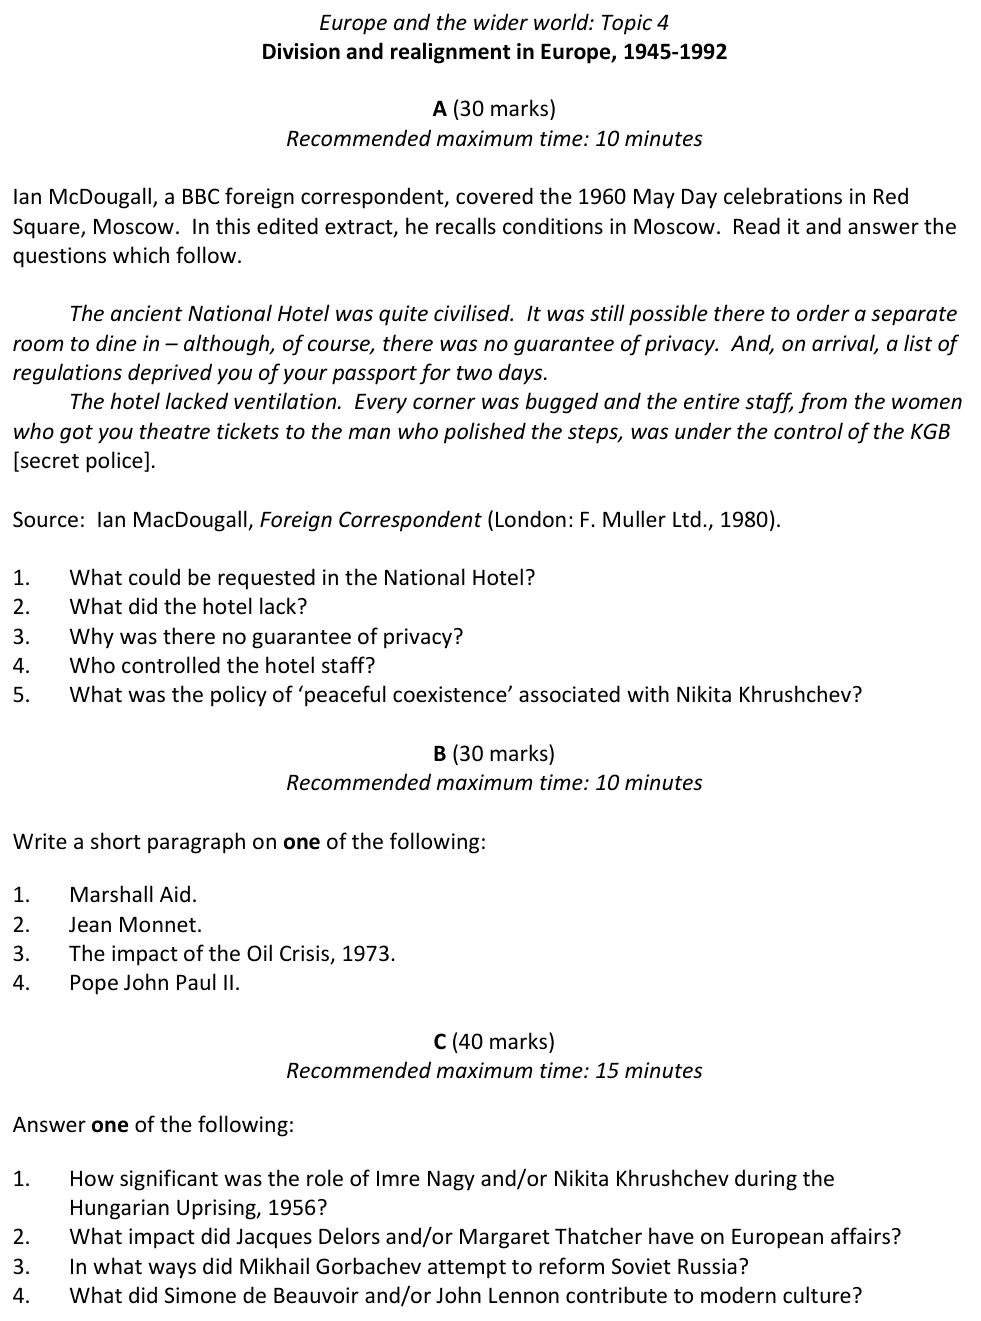 Europe and the wider world: Topic 4
Division and realignment in Europe, 1945-1992
A (30 marks)
Recommended maximum time: 10 minutes
Ian McDougall, a BBC foreign correspondent, covered the 1960 May Day celebrations in Red
Square, Moscow.  In this edited extract, he recalls conditions in Moscow.  Read it and answer the
questions which follow.
The ancient National Hotel was quite civilised.  It was still possible there to order a separate
room to dine in – although, of course, there was no guarantee of privacy.  And, on arrival, a list of
regulations deprived you of your passport for two days.
The hotel lacked ventilation.  Every corner was bugged and the entire staff, from the women
who got you theatre tickets to the man who polished the steps, was under the control of the KGB
[secret police].
Source:  Ian MacDougall, Foreign Correspondent (London: F. Muller Ltd., 1980).
1. What could be requested in the National Hotel?
2. What did the hotel lack?
3. Why was there no guarantee of privacy?
4. Who controlled the hotel staff?
5. What was the policy of ‘peaceful coexistence’ associated with Nikita Khrushchev?
B (30 marks)
Recommended maximum time: 10 minutes
Write a short paragraph on one of the following:
1. Marshall Aid.
2. Jean Monnet.
3. The impact of the Oil Crisis, 1973.
4. Pope John Paul II.
C (40 marks)
Recommended maximum time: 15 minutes
Answer one of the following:
1. How significant was the role of Imre Nagy and/or Nikita Khrushchev during the
Hungarian Uprising, 1956?
2. What impact did Jacques Delors and/or Margaret Thatcher have on European affairs?
3. In what ways did Mikhail Gorbachev attempt to reform Soviet Russia?
4. What did Simone de Beauvoir and/or John Lennon contribute to modern culture?